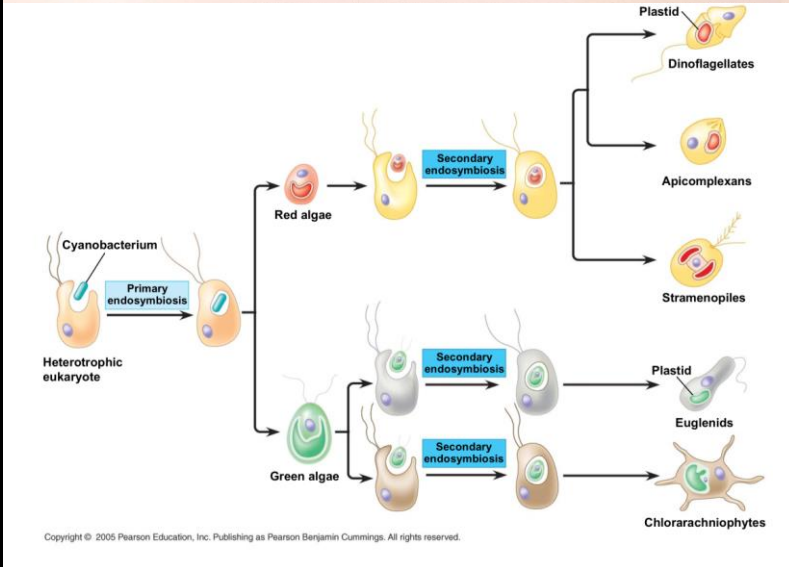 Plastid
Dinoflagellates
Secondary
endosymbiosis
Apicomplexans
Red algae
Cyanobacterium
Primary
endosymbiosis
Stramenopiles
Heterotrophic
eukaryote
Secondary
endosymbiosis
Plastid
Euglenids
Secondary
endosymbiosis
Green algae
Chlorarachniophytes
Copyright © 2005 Pearson Education, Inc. Publishing as Pearson Benjamin Cummings. All rights reserved.